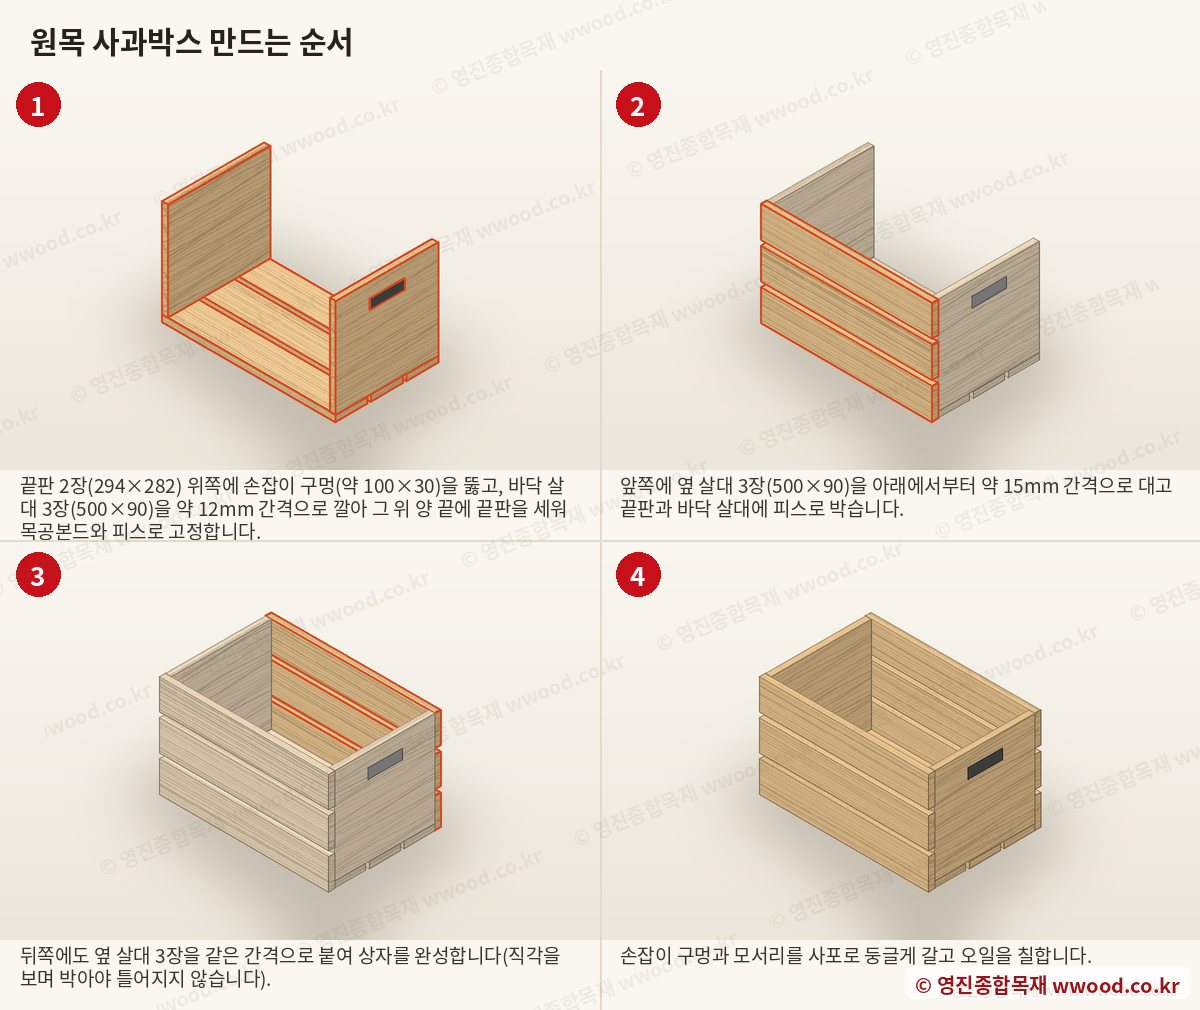 원목 사과박스 만드는 순서
1
2
끝판 2장(294×282) 위쪽에 손잡이 구멍(약 100×30)을 뚫고, 바닥 살
대 3장(500×90)을 약 12mm 간격으로 깔아 그 위 양 끝에 끝판을 세워
목공본드와 피스로 고정합니다.
앞쪽에 옆 살대 3장(500×90)을 아래에서부터 약 15mm 간격으로 대고
끝판과 바닥 살대에 피스로 박습니다.
3
4
뒤쪽에도 옆 살대 3장을 같은 간격으로 붙여 상자를 완성합니다(직각을
보며 박아야 틀어지지 않습니다).
손잡이 구멍과 모서리를 사포로 둥글게 갈고 오일을 칠합니다.
© 영진종합목재 wwood.co.kr